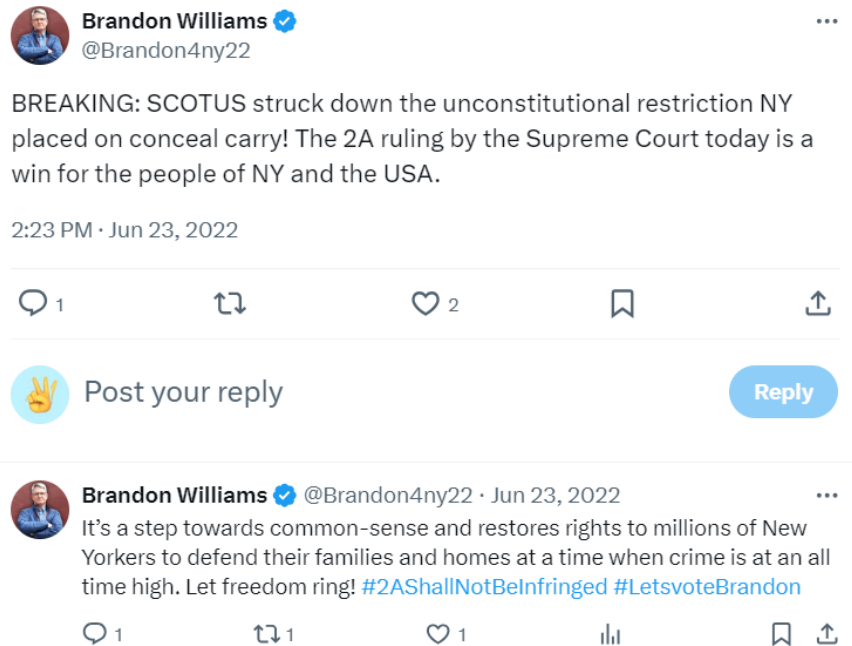 Brandon Williams
@Brandon4ny22
BREAKING: SCOTUS struck down the unconstitutional restriction NY
placed on conceal carry! The 2A ruling by the Supreme Court today is a
win for the people of NY and the USA.
2:23 PM · Jun 23, 2022
1
2
Post your reply
Reply
Brandon Williams @Brandon4ny22 · Jun 23, 2022
It's a step towards common-sense and restores rights to millions of New
Yorkers to defend their families and homes at a time when crime is at an all
time high. Let freedom ring! #2AShallNotBeInfringed #LetsvoteBrandon
1 1 1